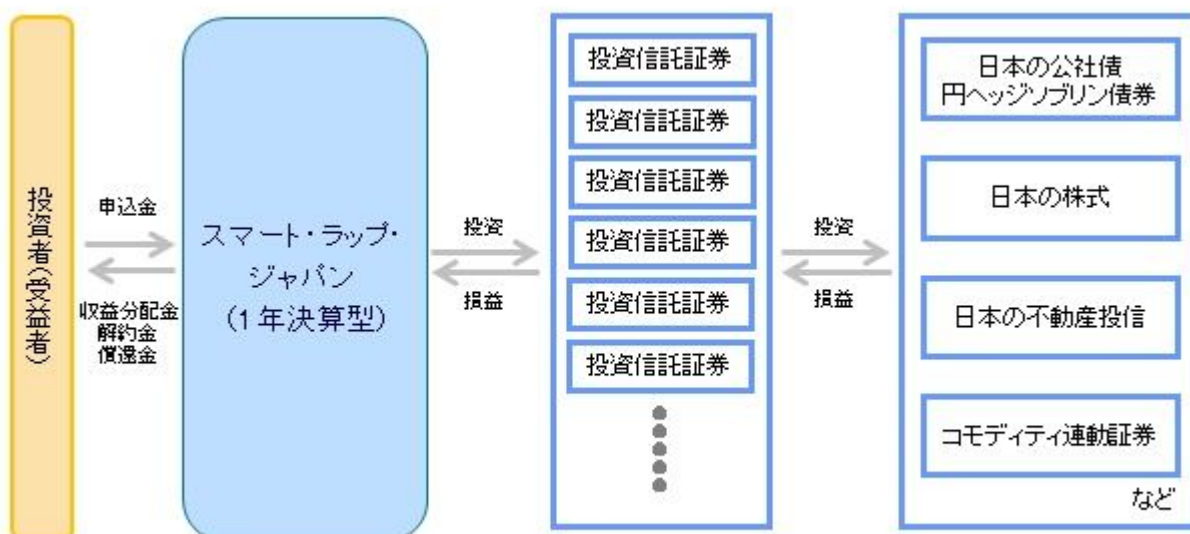 投資者(受益者)
申込金
収益分配金
解約金
償還金
スマート・ラップ・
ジャパン
(1年決算型)
投資
損益
投資信託証券
投資信託証券
投資信託証券
投資信託証券
投資信託証券
投資信託証券
投資
損益
日本の公社債
円ヘッジソブリン債券
日本の株式
日本の不動産投信
コモディティ連動証券
など